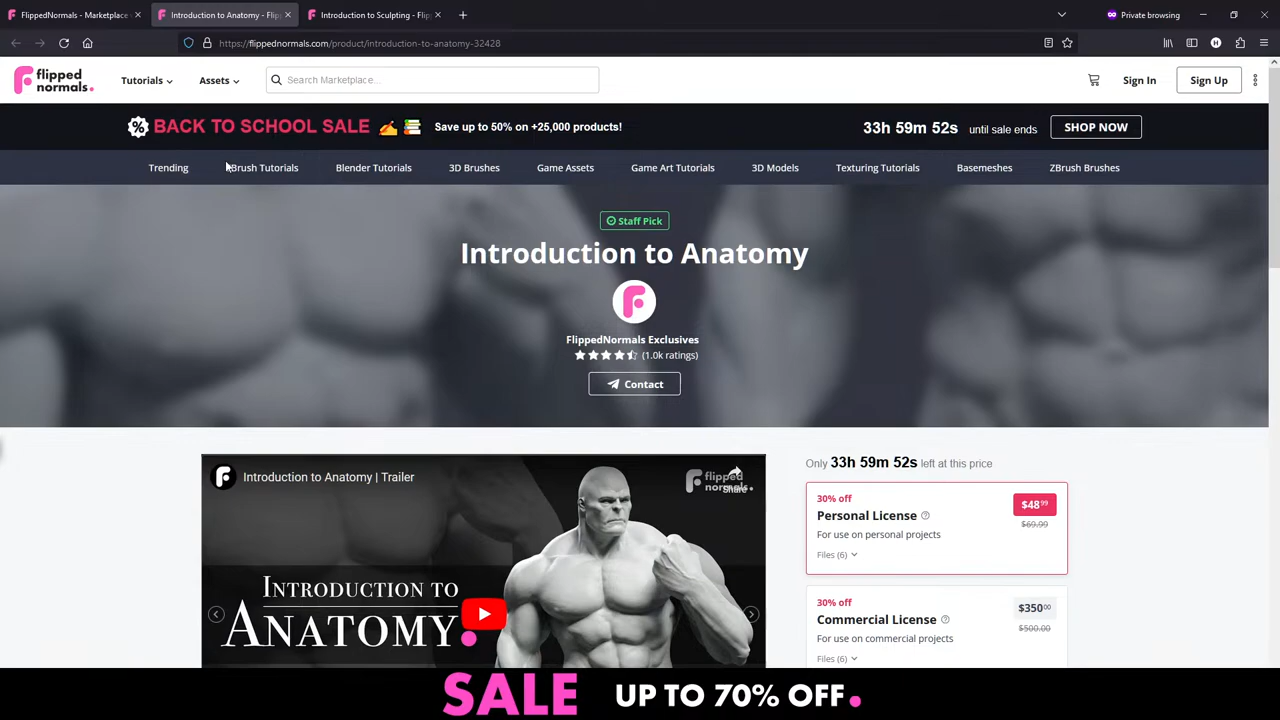 FlippedNormals - Marketplace
Introduction to Anatomy - Flip
Introduction to Sculpting - Flip
Private browsing
https://flippednormals.com/product/introduction-to-anatomy-32428
flipped normals.
Tutorials
Assets
Search Marketplace...
Sign In
Sign Up
BACK TO SCHOOL SALE
Save up to 50% on +25,000 products!
33h 59m 52s until sale ends
SHOP NOW
Trending
Brush Tutorials
Blender Tutorials
3D Brushes
Game Assets
Game Art Tutorials
3D Models
Texturing Tutorials
Basemeshes
ZBrush Brushes
Staff Pick
Introduction to Anatomy
FlippedNormals Exclusives
(1.0k ratings)
Contact
Introduction to Anatomy | Trailer
flipped normals.
Share
INTRODUCTION TO
ANATOMY.
Only 33h 59m 52s left at this price
30% off
Personal License
$48.99
$69.99
For use on personal projects
Files (6)
30% off
Commercial License
$350.00
$500.00
For use on commercial projects
Files (6)
SALE UP TO 70% OFF.